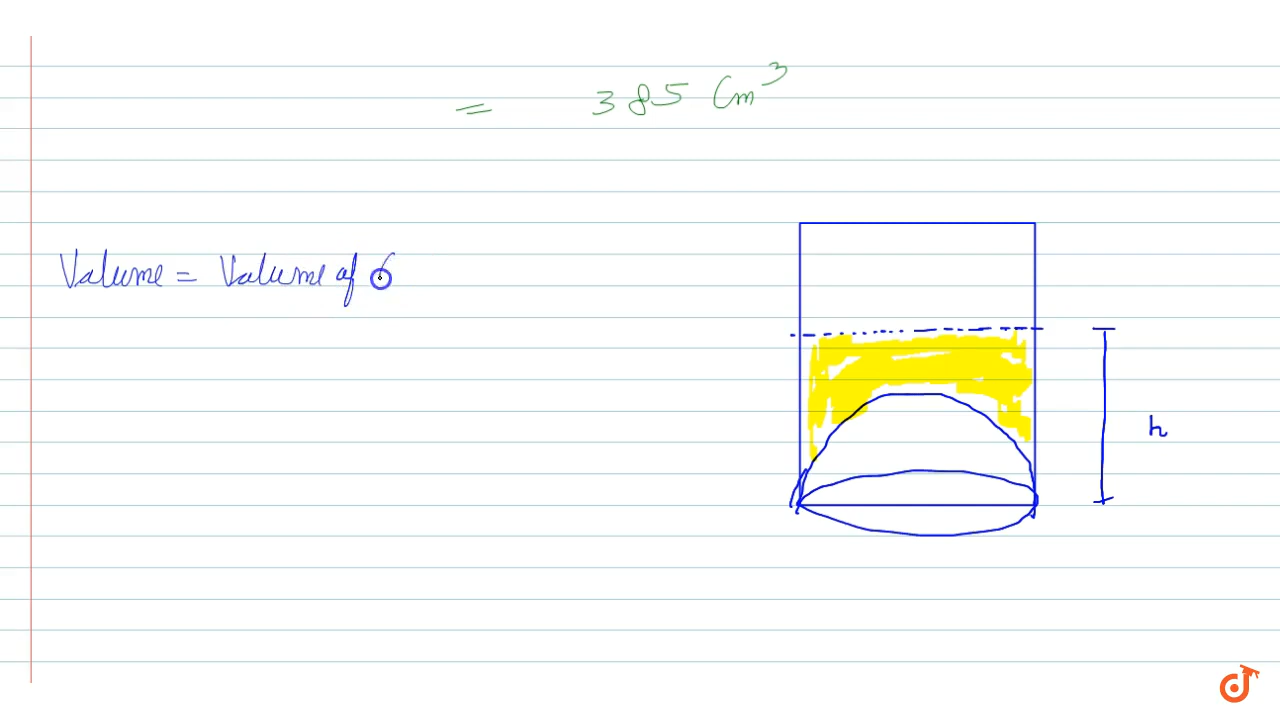 = 385 Cm³
Volume = Volume of
h